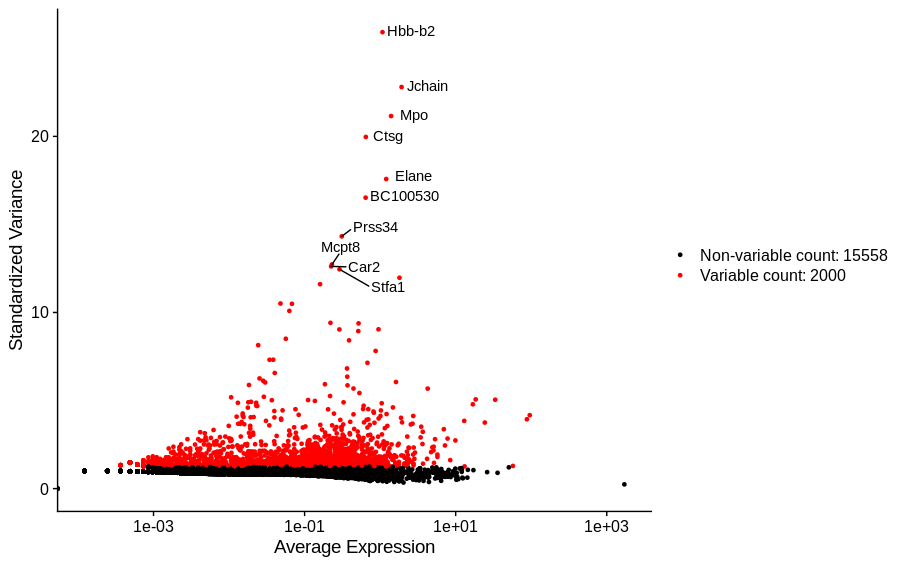 Hbb-b2
Jchain
Mpo
Ctsg
Elane
BC100530
Prss34
Mcpt8
Car2
Stfa1
20
10
0
Standardized Variance
1e-03
1e-01
1e+01
1e+03
Average Expression
Non-variable count: 15558
Variable count: 2000